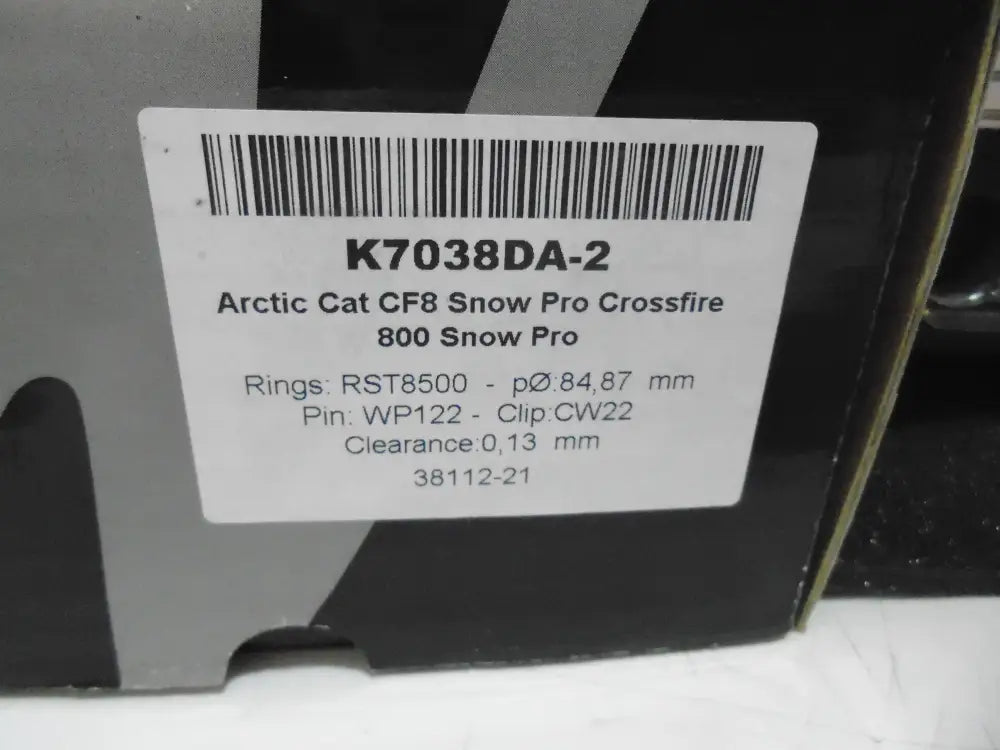 K7038DA-2
Arctic Cat CF8 Snow Pro Crossfire
800 Snow Pro
Rings: RST8500 - pØ:84,87 mm
Pin: WP122 - Clip:CW22
Clearance:0,13 mm
38112-21